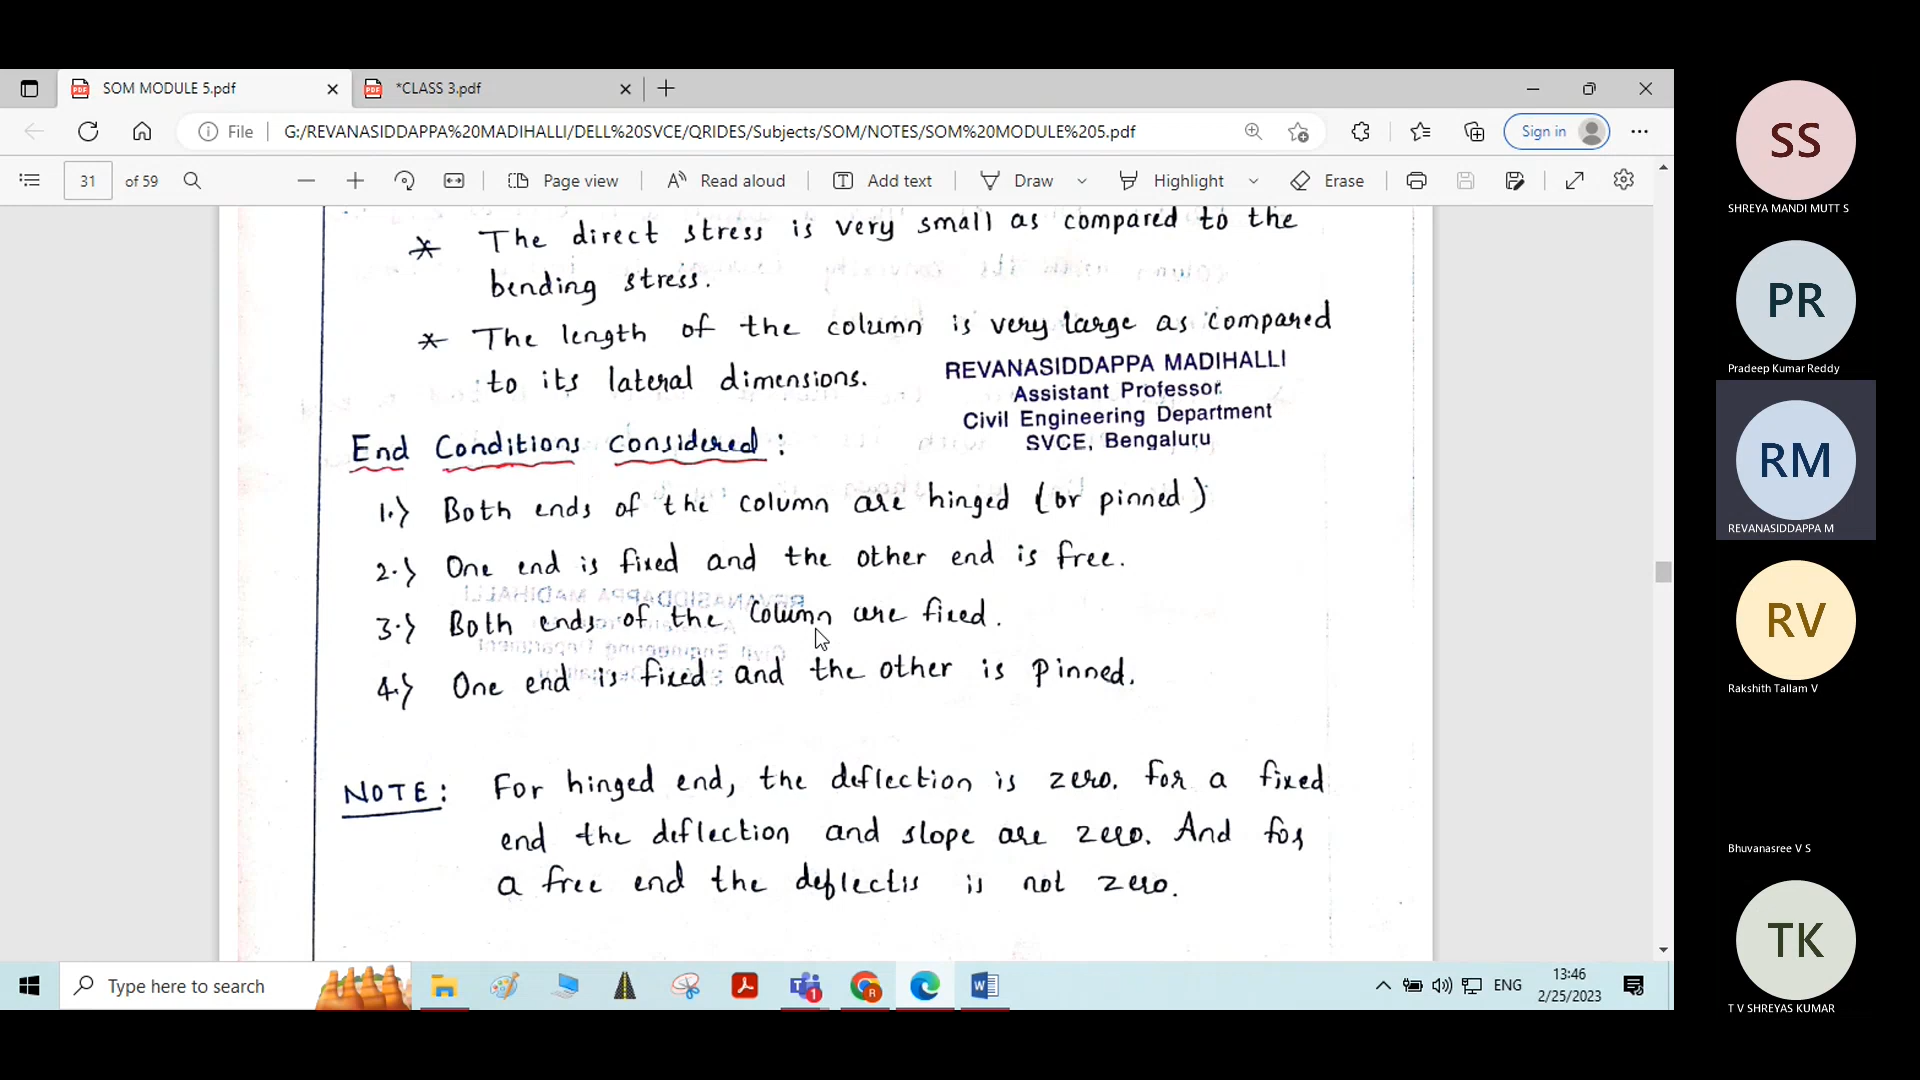 SOM MODULE 5.pdf
*CLASS 3.pdf
File
G:/REVANASIDDAPPA%20MADIHALLI/DELL%20SVCE/QRIDES/Subjects/SOM/NOTES/SOM%20MODULE%205.pdf
Sign in
31 of 59
Page view
Read aloud
Add text
Draw
Highlight
Erase
* The direct stress is very small as compared to the
bending stress.
* The length of the column is very large as compared
to its lateral dimensions.
REVANASIDDAPPA MADIHALLI
Assistant Professor
Civil Engineering Department
SVCE, Bengaluru
End Conditions Considered :
1.) Both ends of the column are hinged (or pinned)
2.) One end is fixed and the other end is free.
3.) Both ends of the column are fixed.
4.) One end is fixed and the other is pinned.
NOTE: For hinged end, the deflection is zero. For a fixed
end the deflection and slope are zero. And for
a free end the deflectis is not zero.
Type here to search
1
R
ENG
13:46
2/25/2023
SS
SHREYA MANDI MUTT S
PR
Pradeep Kumar Reddy
RM
REVANASIDDAPPA M
RV
Rakshith Tallam V
Bhuvanasree V S
TK
T V SHREYAS KUMAR